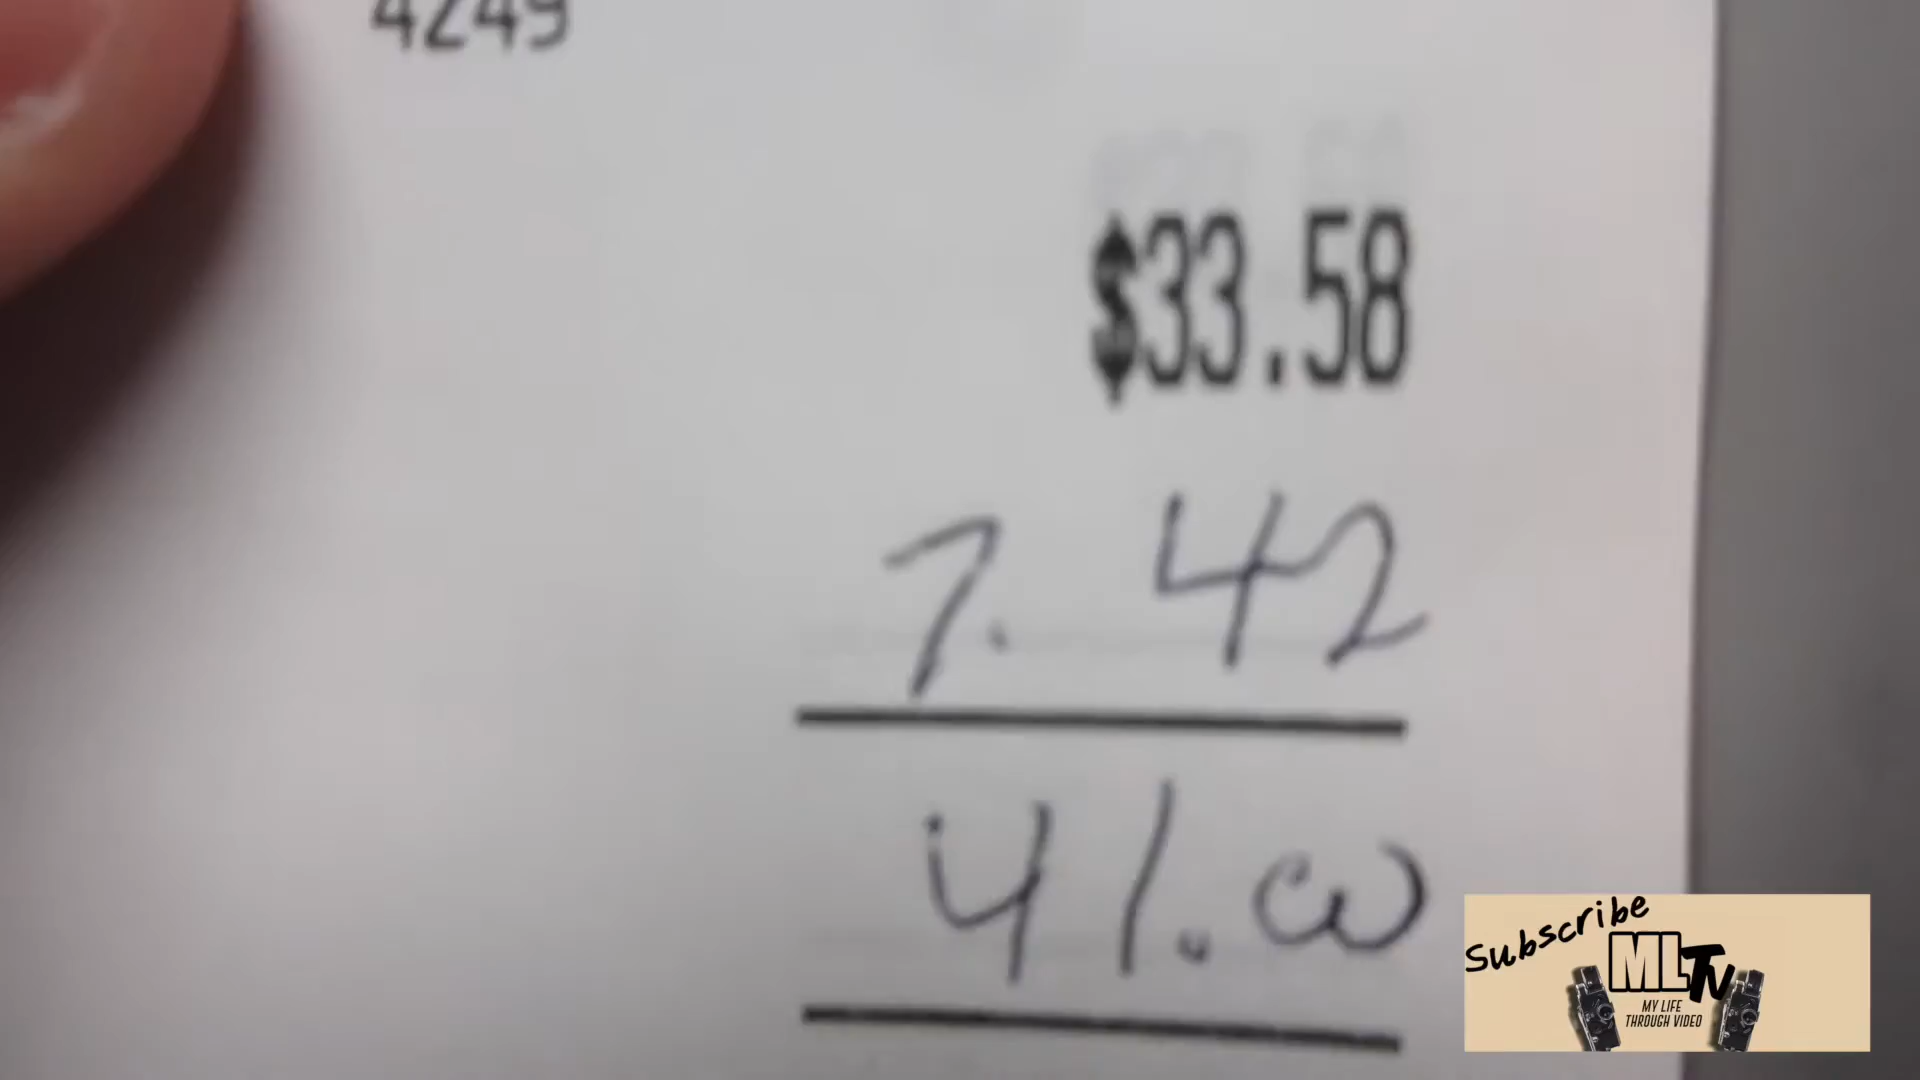 4249
$33.58
7.42
41.00
Subscribe
MLTV
MY LIFE
THROUGH VIDEO